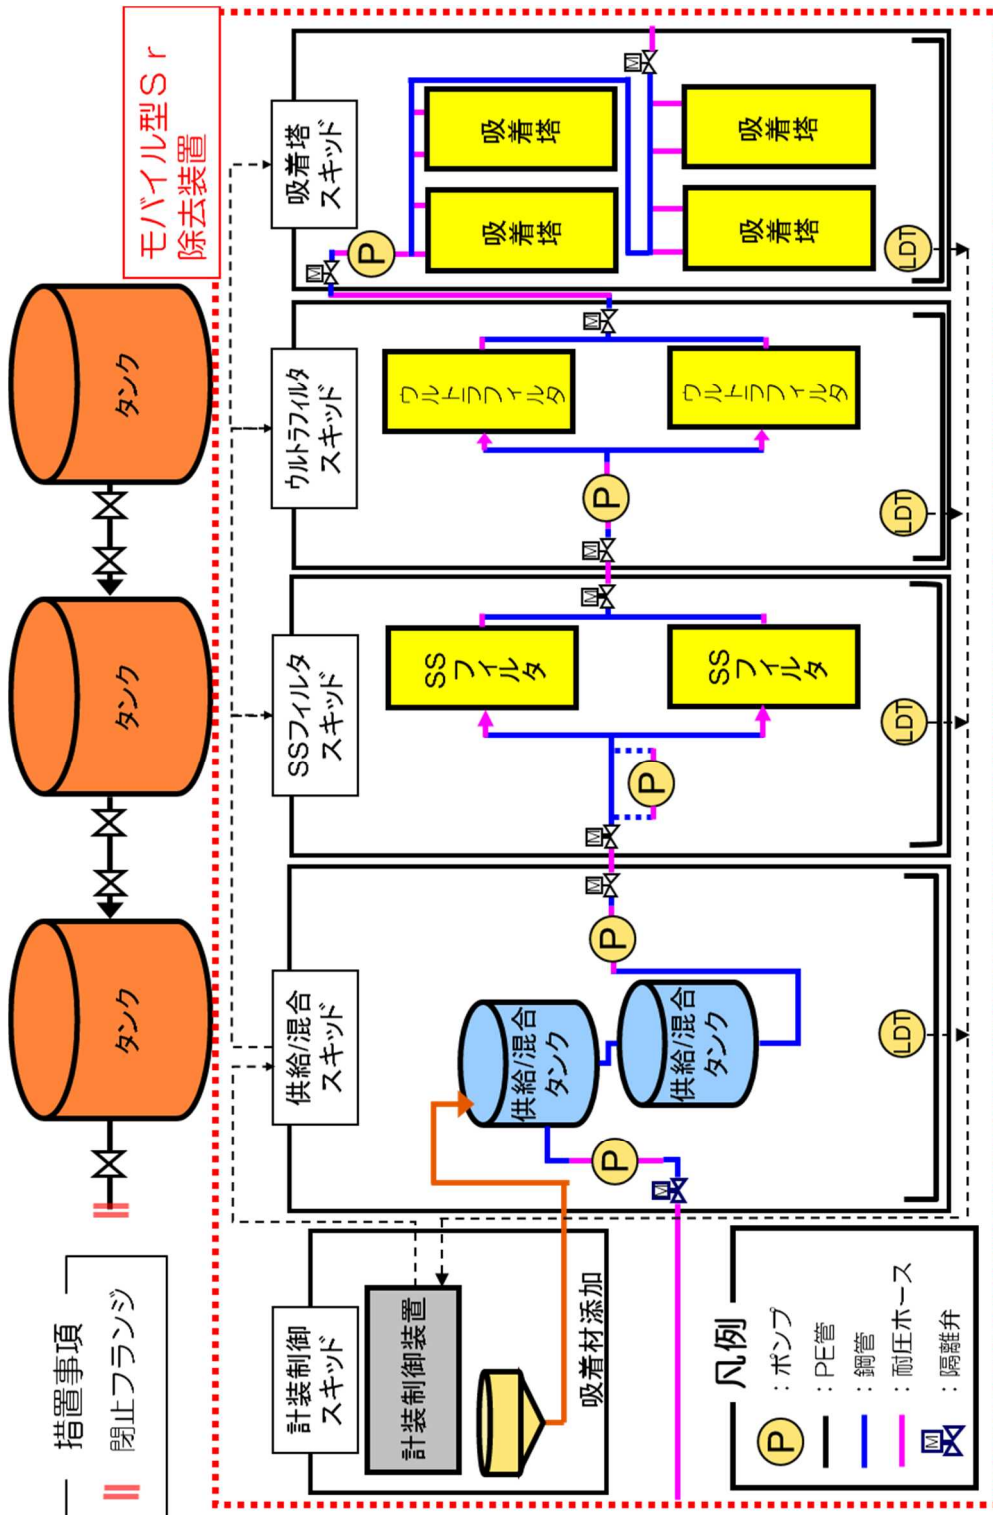 措置事項
閉止フランジ
タンク
タンク
タンク
モバイル型Ｓｒ
除去装置
計装制御
スキッド
計装制御装置
吸着材添加
供給/混合
スキッド
供給/混合
タンク
供給/混合
タンク
P
P
M
M
LDT
SSフィルタ
スキッド
SS
フィルタ
SS
フィルタ
P
M
M
LDT
ウルトラフィルタ
スキッド
ウルトラフィルタ
ウルトラフィルタ
P
M
M
LDT
吸着塔
スキッド
吸着塔
吸着塔
吸着塔
吸着塔
P
M
M
LDT
凡例
P：ポンプ
：PE管
：鋼管
：耐圧ホース
M：隔離弁